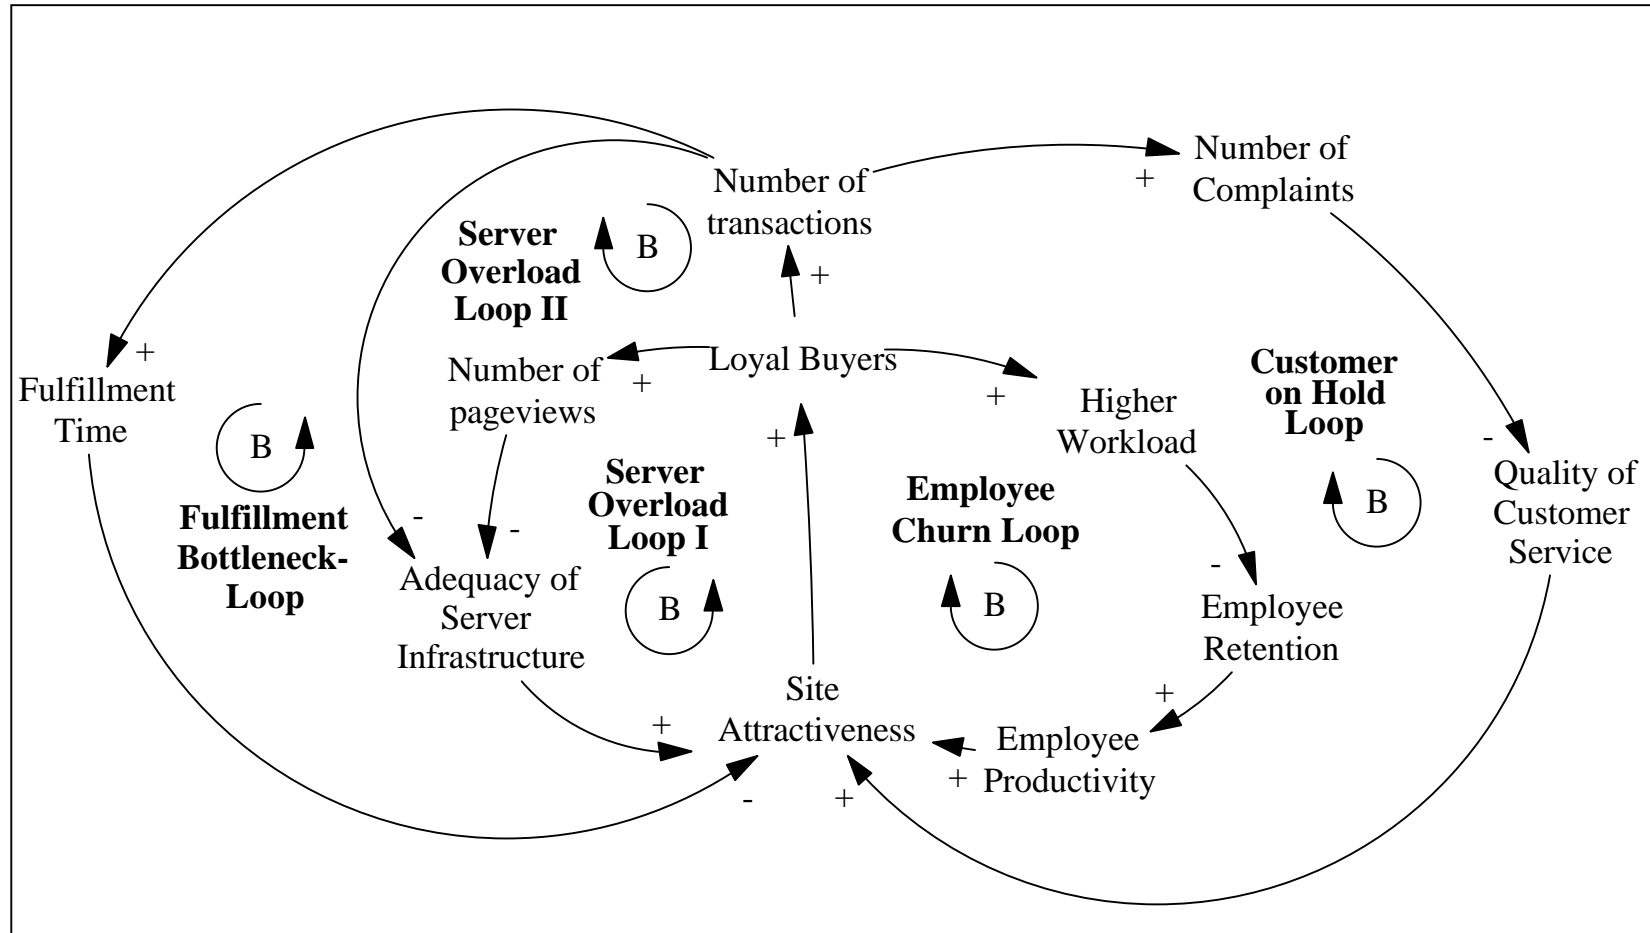 Number of
Complaints
+
Number of
transactions
Server
Overload
Loop II
B
+
+
Fulfillment
Time
Number of
pageviews
+
Loyal Buyers
+
Higher
Workload
Customer
on Hold
Loop
B
-
Quality of
Customer
Service
B
Fulfillment
Bottleneck-
Loop
-
-
+
Server
Overload
Loop I
B
Employee
Churn Loop
B
-
Employee
Retention
Adequacy of
Server
Infrastructure
+
Site
Attractiveness
+
Employee
Productivity
+
-
+